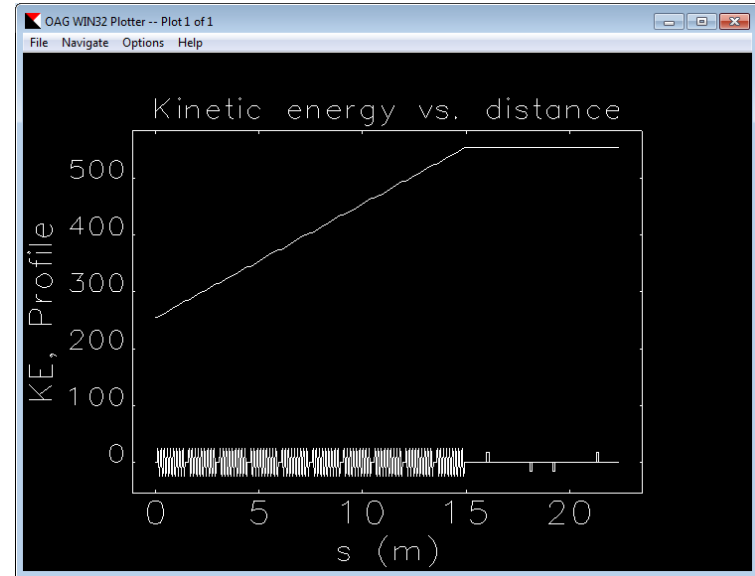 OAG WIN32 Plotter -- Plot 1 of 1
File Navigate Options Help
Kinetic energy vs. distance
KE, Profile
500
400
300
200
100
0
0 5 10 15 20
s (m)